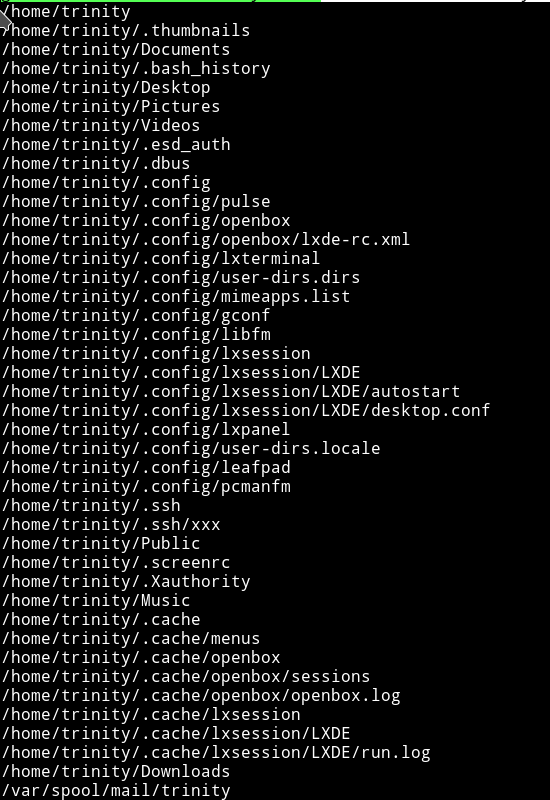 /home/trinity
/home/trinity/.thumbnails
/home/trinity/Documents
/home/trinity/.bash_history
/home/trinity/Desktop
/home/trinity/Pictures
/home/trinity/Videos
/home/trinity/.esd_auth
/home/trinity/.dbus
/home/trinity/.config
/home/trinity/.config/pulse
/home/trinity/.config/openbox
/home/trinity/.config/openbox/lxde-rc.xml
/home/trinity/.config/lxterminal
/home/trinity/.config/user-dirs.dirs
/home/trinity/.config/mimeapps.list
/home/trinity/.config/gconf
/home/trinity/.config/libfm
/home/trinity/.config/lxsession
/home/trinity/.config/lxsession/LXDE
/home/trinity/.config/lxsession/LXDE/autostart
/home/trinity/.config/lxsession/LXDE/desktop.conf
/home/trinity/.config/lxpanel
/home/trinity/.config/user-dirs.locale
/home/trinity/.config/leafpad
/home/trinity/.config/pcmanfm
/home/trinity/.ssh
/home/trinity/.ssh/xxx
/home/trinity/Public
/home/trinity/.screenrc
/home/trinity/.Xauthority
/home/trinity/Music
/home/trinity/.cache
/home/trinity/.cache/menus
/home/trinity/.cache/openbox
/home/trinity/.cache/openbox/sessions
/home/trinity/.cache/openbox/openbox.log
/home/trinity/.cache/lxsession
/home/trinity/.cache/lxsession/LXDE
/home/trinity/.cache/lxsession/LXDE/run.log
/home/trinity/Downloads
/var/spool/mail/trinity